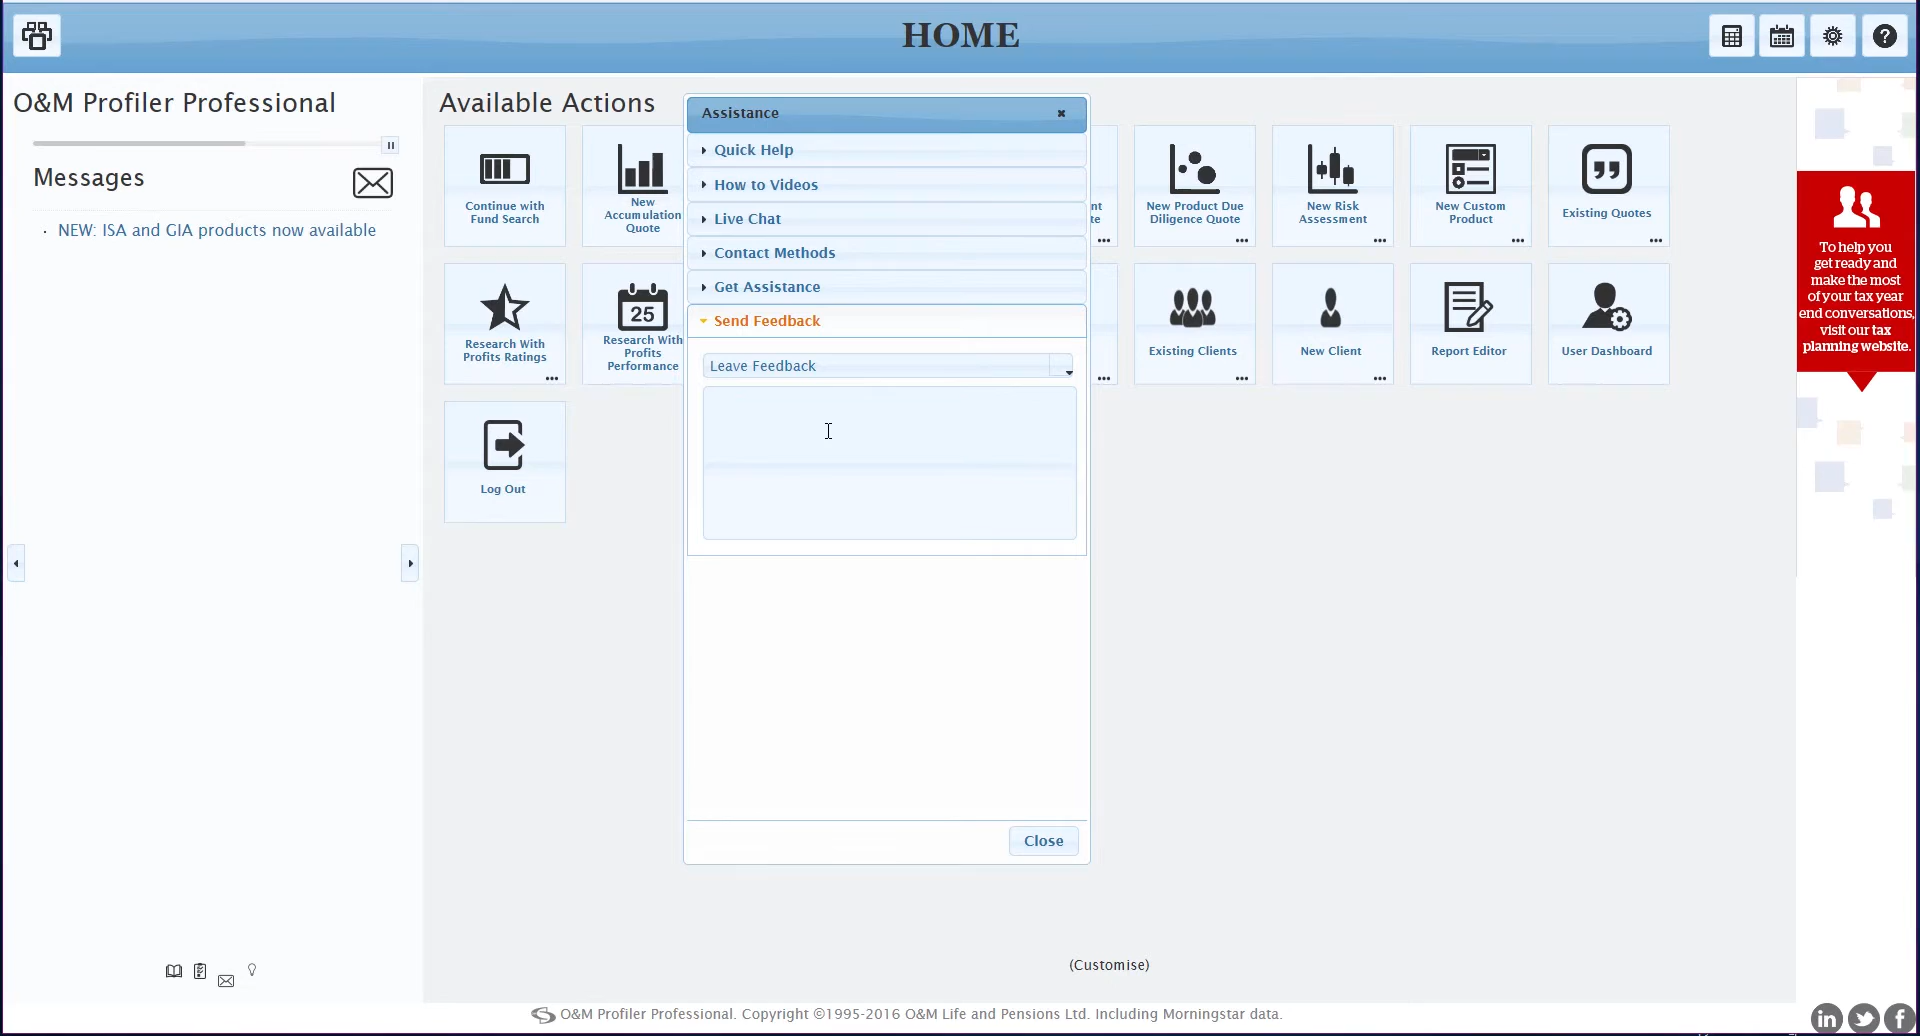 HOME
O&M Profiler Professional
Messages
· NEW: ISA and GIA products now available
Available Actions
Continue with
Fund Search
New
Accumulation
Quote
nt
te
New Product Due
Diligence Quote
New Risk
Assessment
New Custom
Product
Existing Quotes
Research With
Profits Ratings
25
Research With
Profits
Performance
Existing Clients
New Client
Report Editor
User Dashboard
Log Out
Assistance
Quick Help
How to Videos
Live Chat
Contact Methods
Get Assistance
Send Feedback
Leave Feedback
Close
To help you
get ready and
make the most
of your tax year
end conversations,
visit our tax
planning website.
(Customise)
O&M Profiler Professional. Copyright ©1995-2016 O&M Life and Pensions Ltd. Including Morningstar data.
in
f